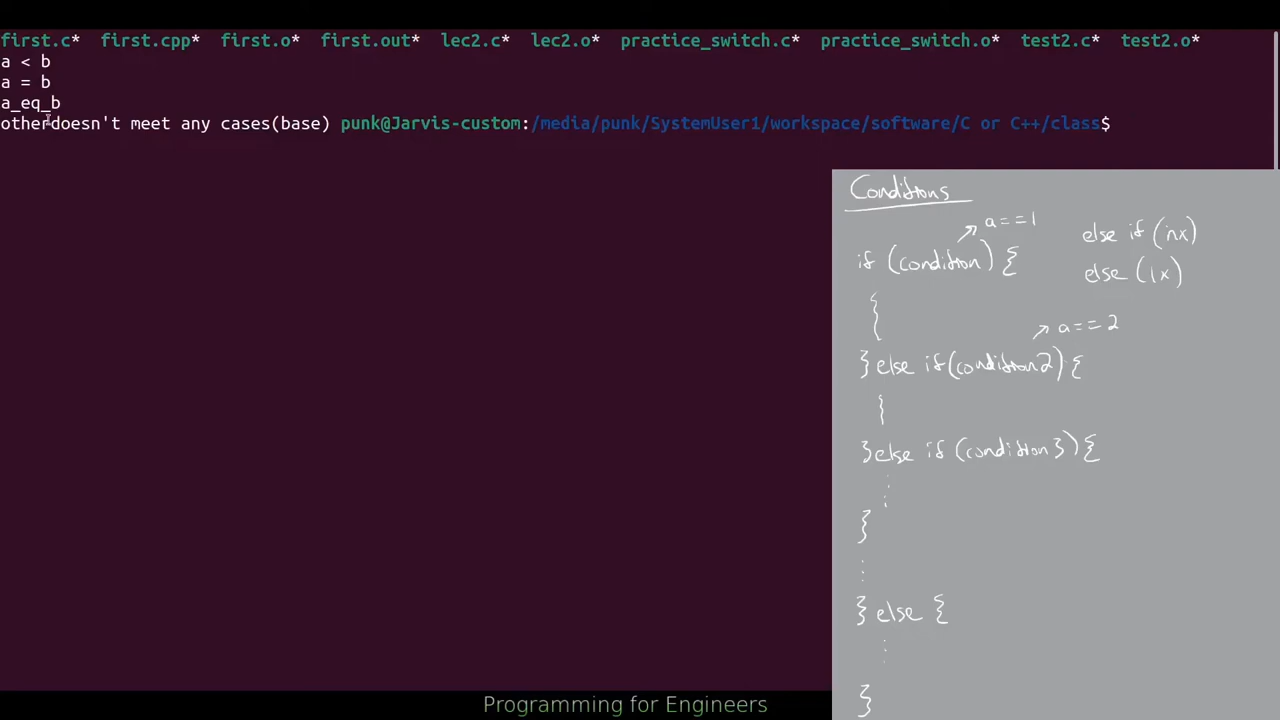 first.c* first.cpp* first.o* first.out* lec2.c* lec2.o* practice_switch.c* practice_switch.o* test2.c* test2.o*
a < b
a = b
a_eq_b
otherdoesn't meet any cases(base) punk@Jarvis-custom:/media/punk/SystemUser1/workspace/software/C or C++/class$
Conditions
a==1
if (condition) {
else if (nx)
else (1x)
{
a==2
} else if(condition2) {
}else if (condition3) {
}
} else {
}
Programming for Engineers